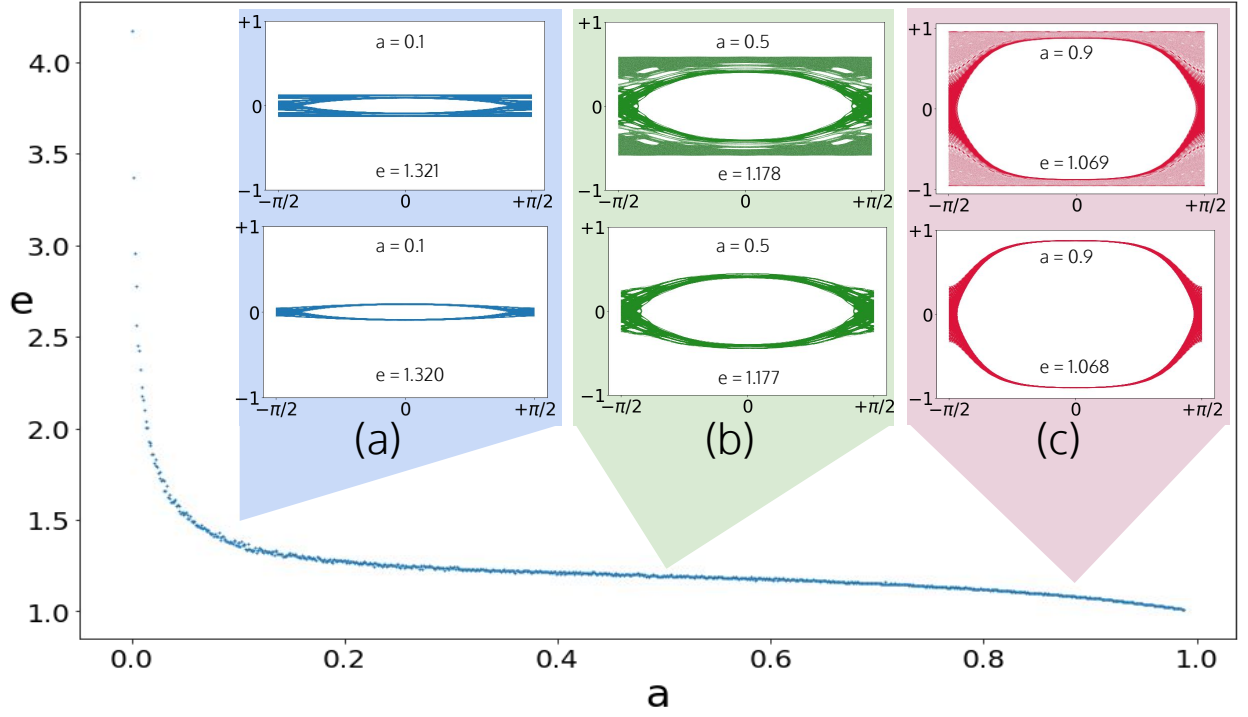 e
4.0
3.5
3.0
2.5
2.0
1.5
1.0
0.0 0.2 0.4 0.6 0.8 1.0
a
+1
0
−1
a = 0.1
e = 1.321
−π/2 0 +π/2
+1
0
−1
a = 0.1
e = 1.320
−π/2 0 +π/2
(a)
+1
0
−1
a = 0.5
e = 1.178
−π/2 0 +π/2
+1
0
−1
a = 0.5
e = 1.177
−π/2 0 +π/2
(b)
+1
0
−1
a = 0.9
e = 1.069
−π/2 0 +π/2
+1
0
−1
a = 0.9
e = 1.068
−π/2 0 +π/2
(c)